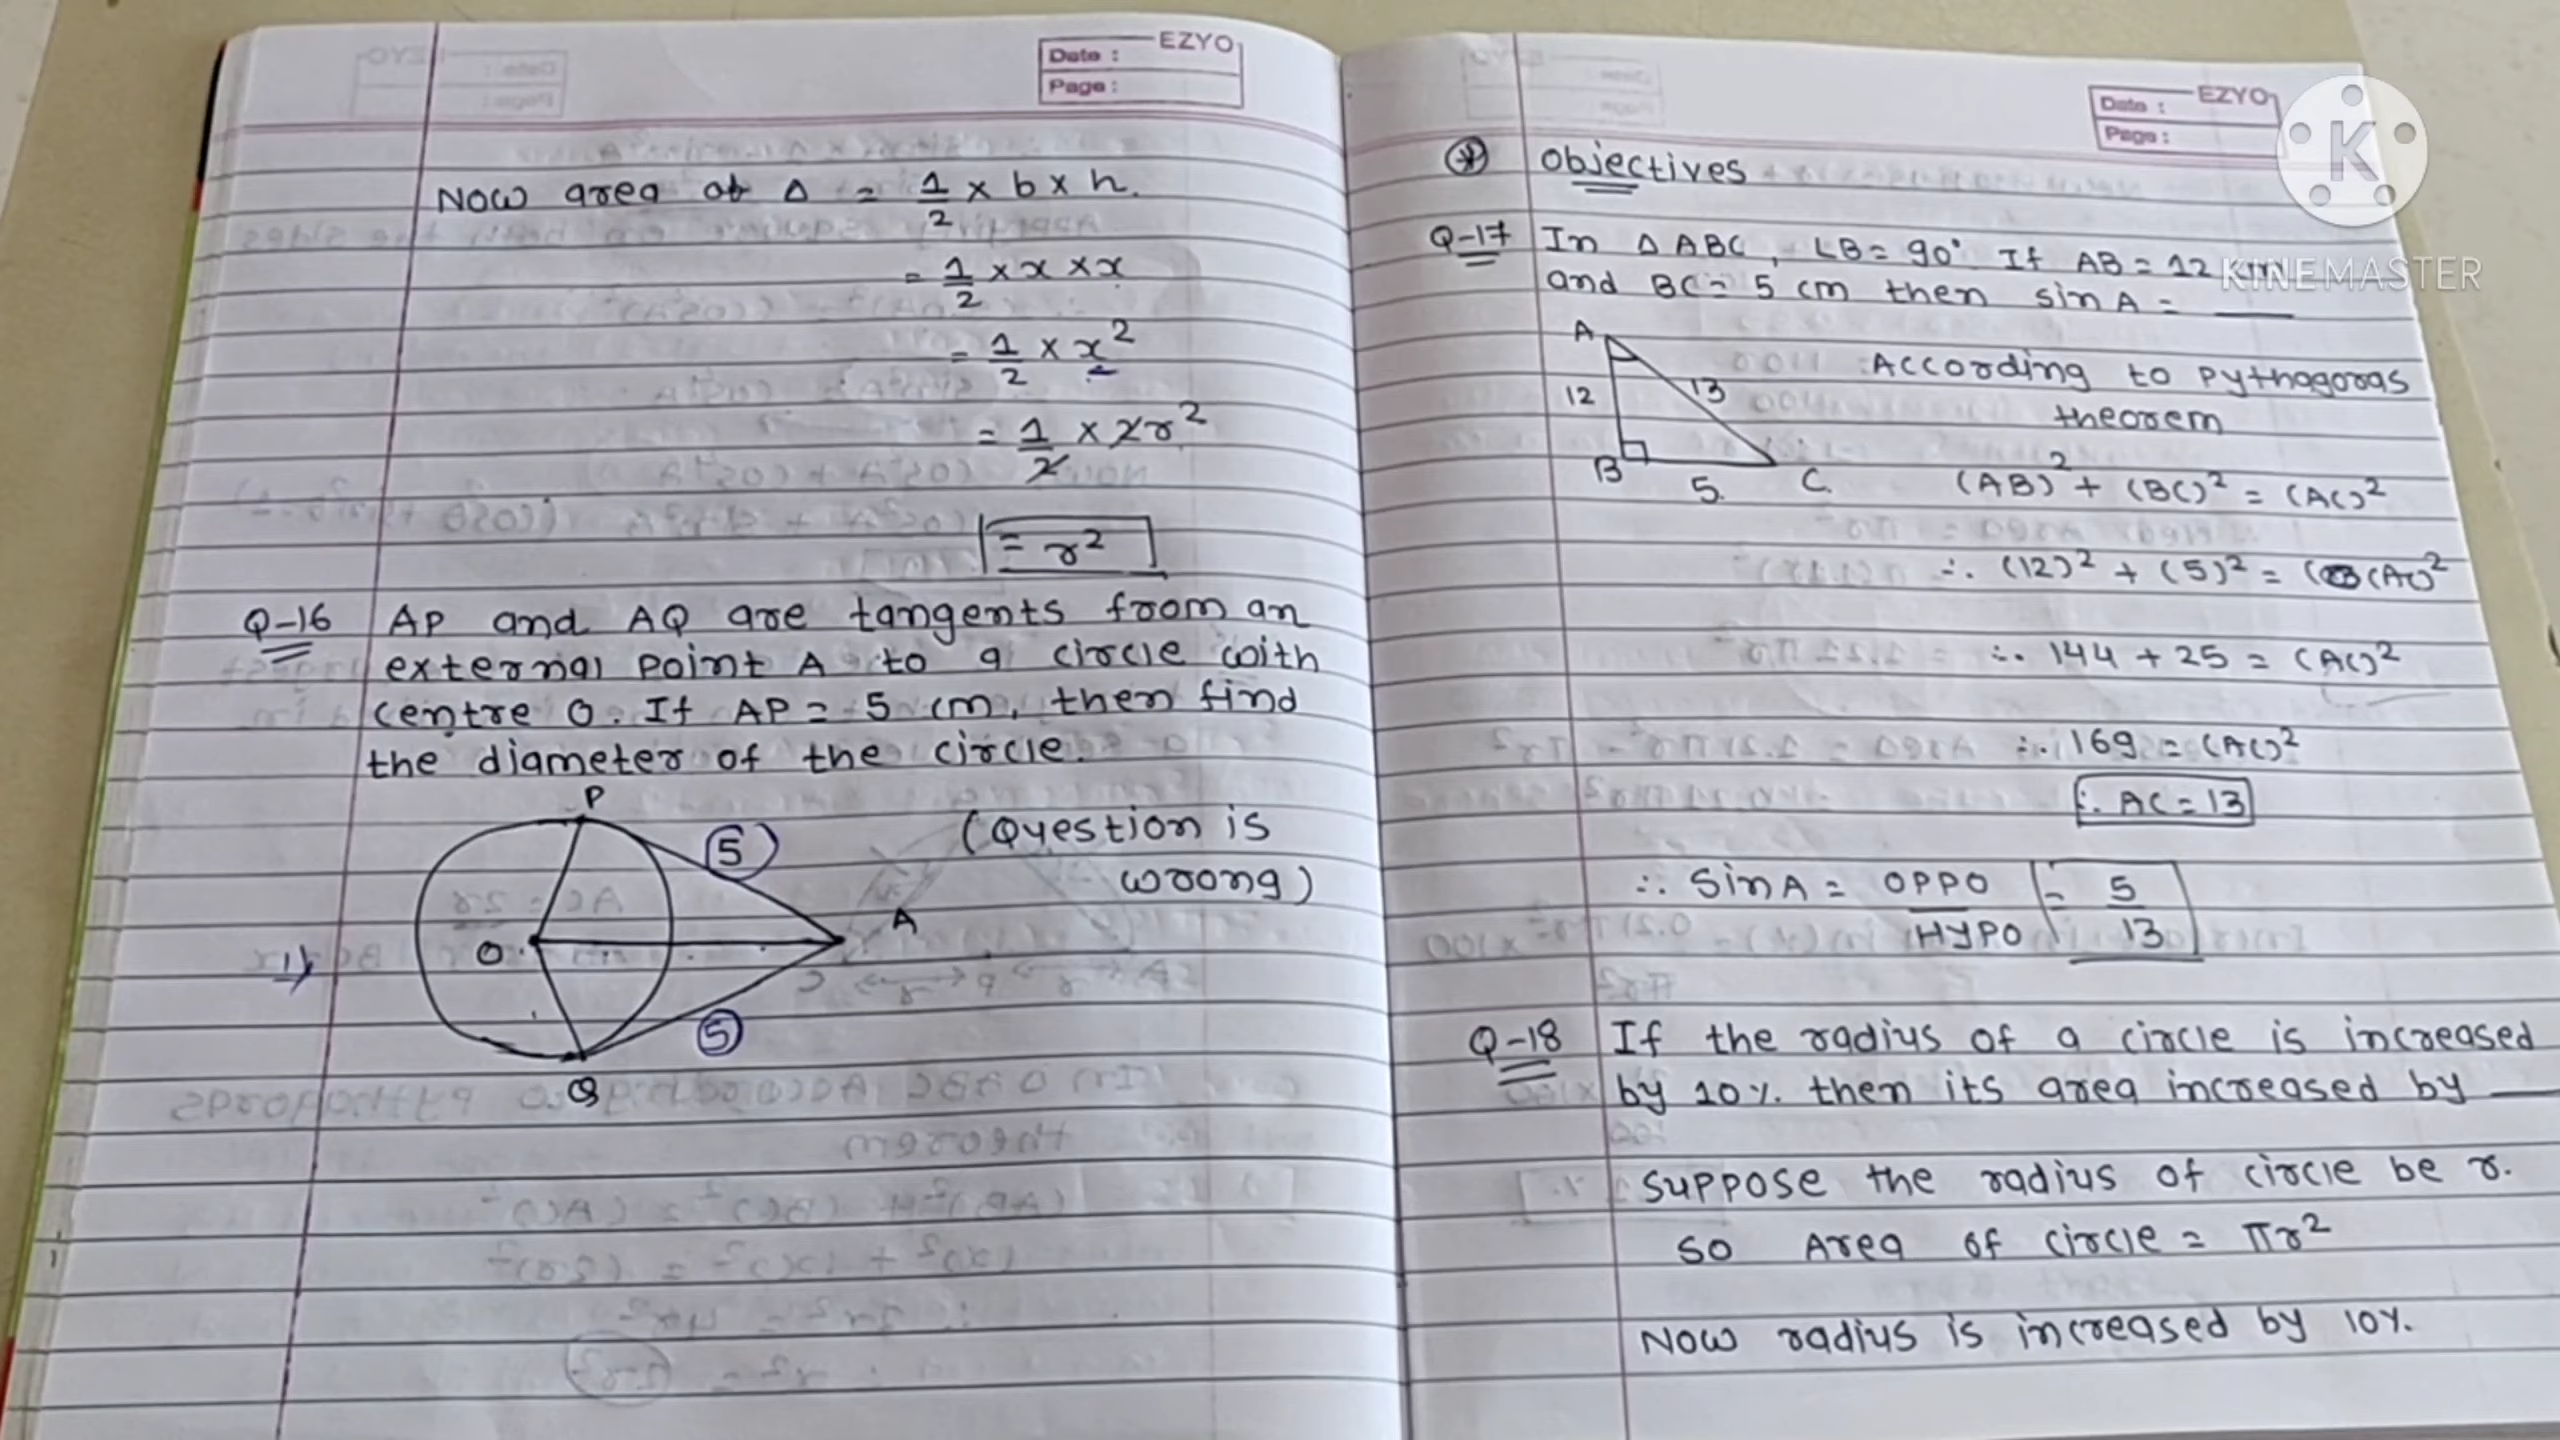 EZYO
Date :
Page :
Now area of Δ = 1/2 × b × h.
= 1/2 × x × x
= 1/2 × x²
= 1/2 × 2r²
= r²
Q-16 AP and AQ are tangents from an
external point A to a circle with
centre O. If AP = 5 cm, then find
the diameter of the circle.
P
5
(Question is
wrong)
A
O
5
Q
EZYO
Date :
Page :
K
KINEMASTER
Objectives
Q-17 In Δ ABC, ∠B = 90° If AB = 12 cm
and BC = 5 cm then sin A = ___
A
According to pythagoras
theorem
12
13
B
5
C
(AB)² + (BC)² = (AC)²
∴ (12)² + (5)² = (AC)²
∴ 144 + 25 = (AC)²
∴ 169 = (AC)²
∴ AC = 13
∴ Sin A = OPPO/HYPO = 5/13
Q-18 If the radius of a circle is increased
by 10% then its area increased by ___
Suppose the radius of circle be r.
So Area of circle = πr²
Now radius is increased by 10%.